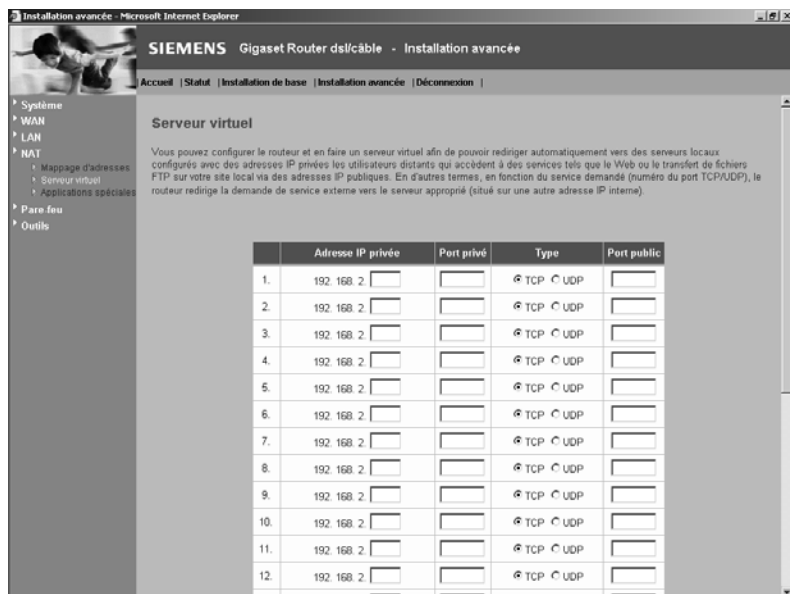 Installation avancée - Microsoft Internet Explorer
SIEMENS Gigaset Router dsl/câble - Installation avancée
Accueil | Statut | Installation de base | Installation avancée | Déconnexion |
Système
WAN
LAN
NAT
Mappage d'adresses
Serveur virtuel
Applications spéciales
Pare feu
Outils
Serveur virtuel
Vous pouvez configurer le routeur et en faire un serveur virtuel afin de pouvoir rediriger automatiquement vers des serveurs locaux
configurés avec des adresses IP privées les utilisateurs distants qui accèdent à des services tels que le Web ou le transfert de fichiers
FTP sur votre site local via des adresses IP publiques. En d'autres termes, en fonction du service demandé (numéro du port TCP/UDP), le
routeur redirige la demande de service externe vers le serveur approprié (situé sur une autre adresse IP interne).
Adresse IP privée Port privé Type Port public
1. 192. 168. 2. TCP UDP
2. 192. 168. 2. TCP UDP
3. 192. 168. 2. TCP UDP
4. 192. 168. 2. TCP UDP
5. 192. 168. 2. TCP UDP
6. 192. 168. 2. TCP UDP
7. 192. 168. 2. TCP UDP
8. 192. 168. 2. TCP UDP
9. 192. 168. 2. TCP UDP
10. 192. 168. 2. TCP UDP
11. 192. 168. 2. TCP UDP
12. 192. 168. 2. TCP UDP